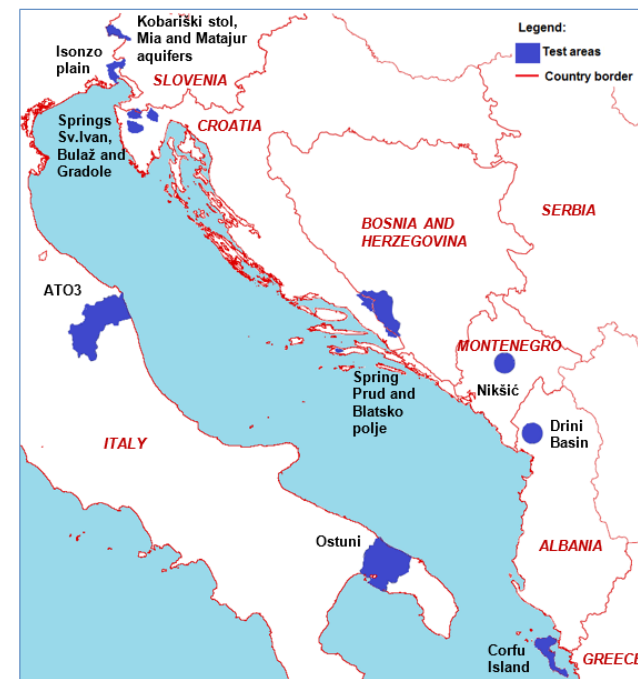 Kobariški stol,
Mia and Matajur
aquifers
Legend:
Test areas
Country border
Isonzo
plain
SLOVENIA
CROATIA
Springs
Sv.Ivan,
Bulaž and
Gradole
BOSNIA AND
HERZEGOVINA
SERBIA
ATO3
MONTENEGRO
Nikšić
Spring
Prud and
Blatsko
polje
Drini
Basin
ITALY
Ostuni
ALBANIA
Corfu
Island
GREECE